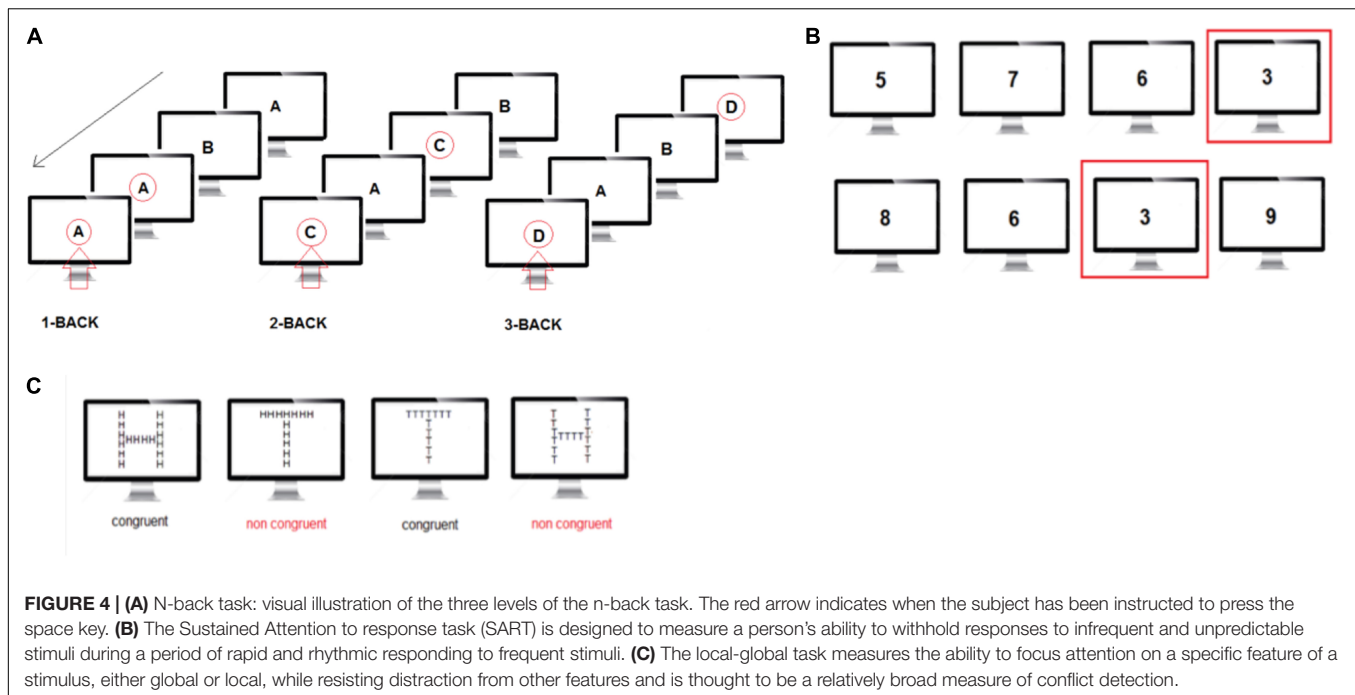 A
A
B
A
A
1-BACK
B
C
A
C
2-BACK
D
B
A
D
3-BACK
B
5 7 6 3
8 6 3 9
C
H H
H H
H H
HHHH
H H
H H
H H
congruent
HHHHHHH
H
H
H
H
H
non congruent
TTTTTTT
T
T
T
T
congruent
T T
T T
TTTT
T T
T T
non congruent
FIGURE 4 | (A) N-back task: visual illustration of the three levels of the n-back task. The red arrow indicates when the subject has been instructed to press the
space key. (B) The Sustained Attention to response task (SART) is designed to measure a person's ability to withhold responses to infrequent and unpredictable
stimuli during a period of rapid and rhythmic responding to frequent stimuli. (C) The local-global task measures the ability to focus attention on a specific feature of a
stimulus, either global or local, while resisting distraction from other features and is thought to be a relatively broad measure of conflict detection.